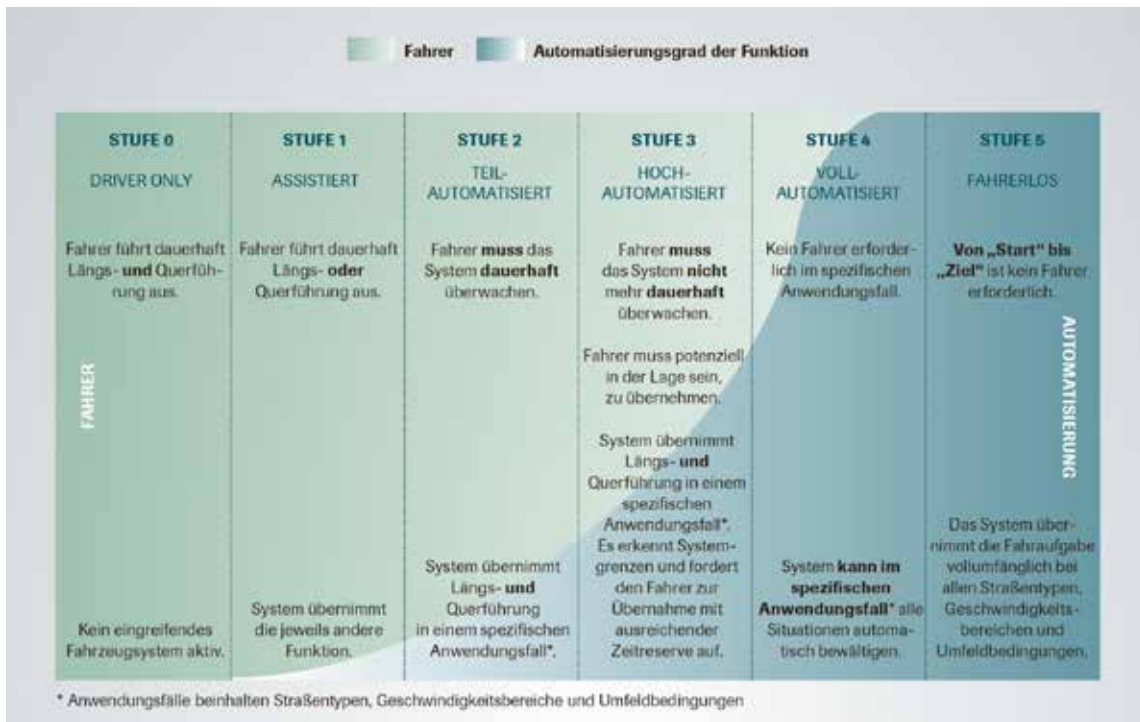 Fahrer Automatisierungsgrad der Funktion
STUFE 0
DRIVER ONLY
Fahrer führt dauerhaft
Längs- und Querfüh-
rung aus.
Kein eingreifendes
Fahrzeugsystem aktiv.
STUFE 1
ASSISTIERT
Fahrer führt dauerhaft
Längs- oder
Querführung aus.
System übernimmt
die jeweils andere
Funktion.
STUFE 2
TEIL-
AUTOMATISIERT
Fahrer muss das
System dauerhaft
überwachen.
System übernimmt
Längs- und
Querführung
in einem spezifischen
Anwendungsfall*.
STUFE 3
HOCH-
AUTOMATISIERT
Fahrer muss
das System nicht
mehr dauerhaft
überwachen.
Fahrer muss potenziell
in der Lage sein,
zu übernehmen.
System übernimmt
Längs- und
Querführung in einem
spezifischen
Anwendungsfall*.
Es erkennt System-
grenzen und fordert
den Fahrer zur
Übernahme mit
ausreichender
Zeitreserve auf.
STUFE 4
VOLL-
AUTOMATISIERT
Kein Fahrer erforder-
lich im spezifischen
Anwendungsfall.
System kann im
spezifischen
Anwendungsfall* alle
Situationen automa-
tisch bewältigen.
STUFE 5
FAHRERLOS
Von „Start“ bis
„Ziel“ ist kein Fahrer
erforderlich.
Das System über-
nimmt die Fahraufgabe
vollumfänglich bei
allen Straßentypen,
Geschwindigkeits-
bereichen und
Umfeldbedingungen.
FAHRER
AUTOMATISIERUNG
* Anwendungsfälle beinhalten Straßentypen, Geschwindigkeitsbereiche und Umfeldbedingungen